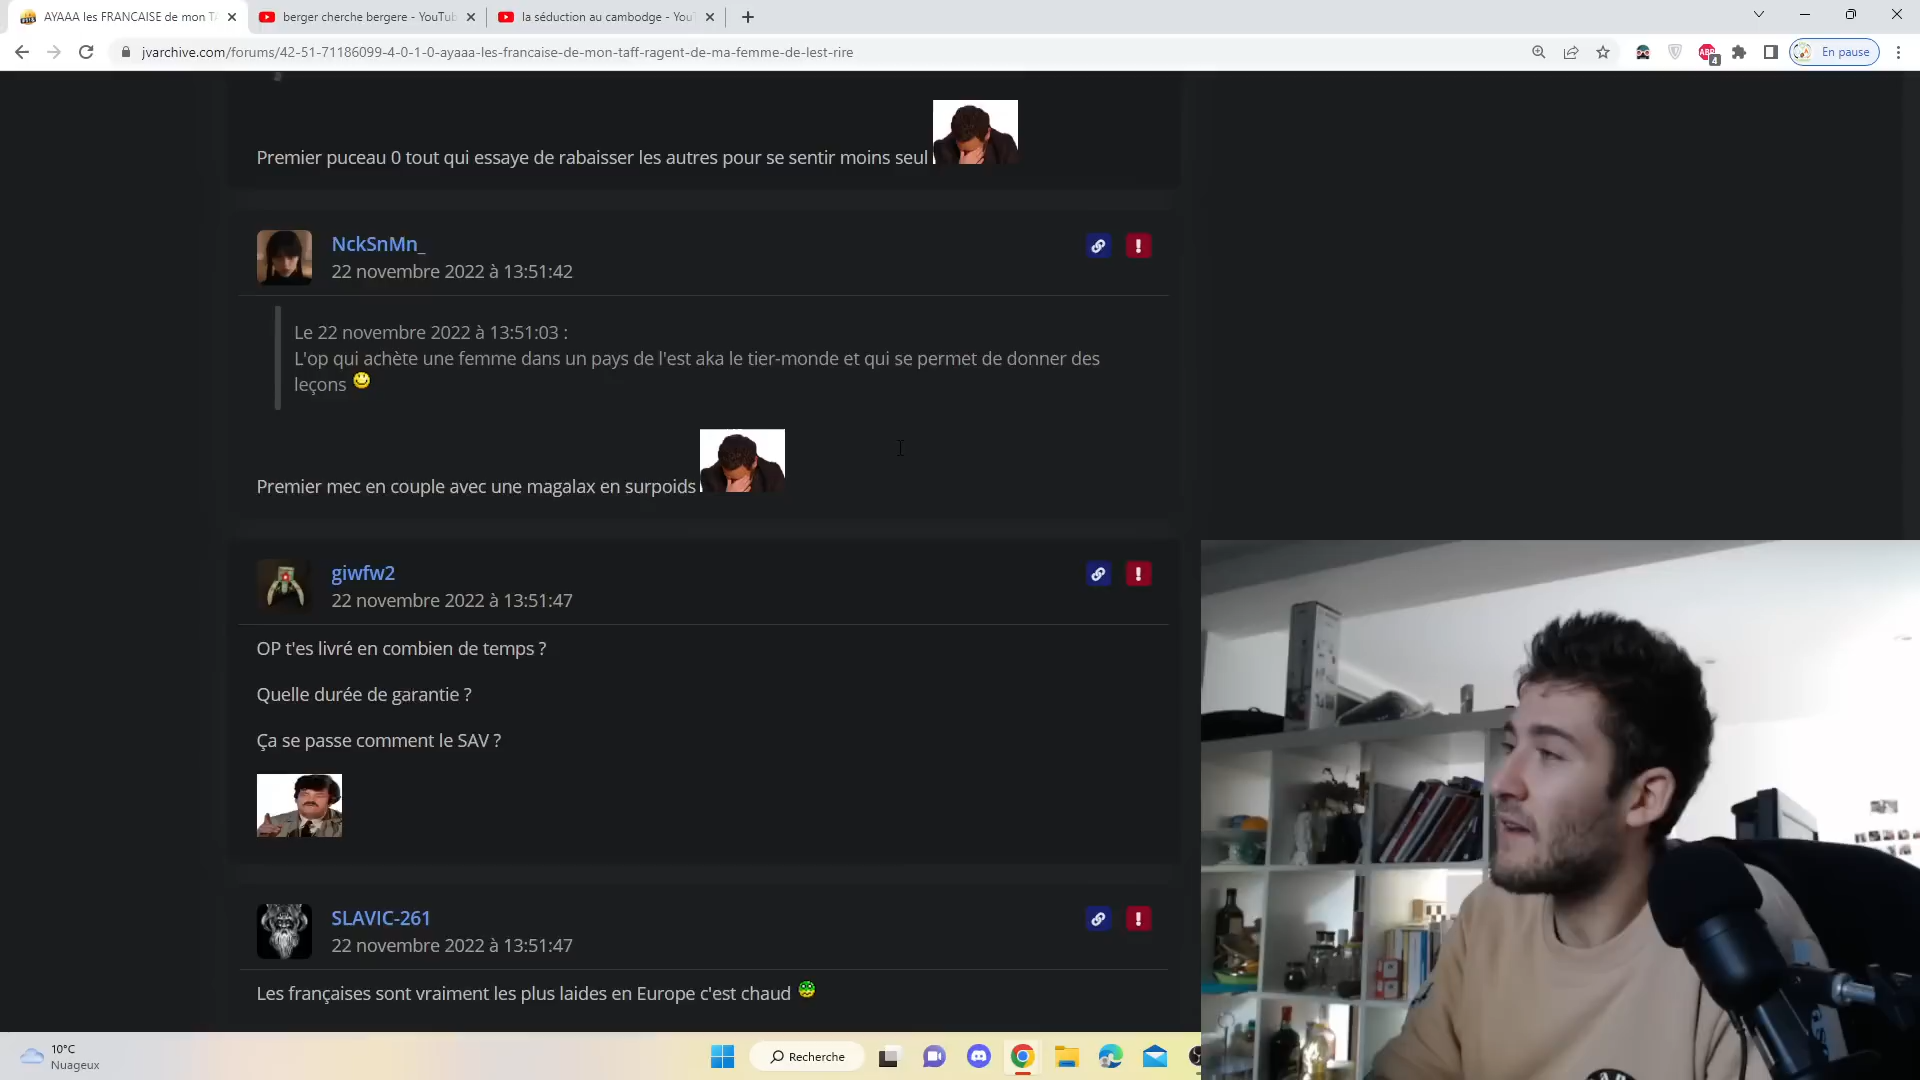 AYAAA les FRANCAISE de mon TA
berger cherche bergere - YouTub
la séduction au cambodge - You
jvarchive.com/forums/42-51-71186099-4-0-1-0-ayaaa-les-francaise-de-mon-taff-ragent-de-ma-femme-de-lest-rire
ABP
4
En pause
Premier puceau 0 tout qui essaye de rabaisser les autres pour se sentir moins seul
NckSnMn_
22 novembre 2022 à 13:51:42
Le 22 novembre 2022 à 13:51:03 :
L'op qui achète une femme dans un pays de l'est aka le tier-monde et qui se permet de donner des
leçons
Premier mec en couple avec une magalax en surpoids
giwfw2
22 novembre 2022 à 13:51:47
OP t'es livré en combien de temps ?
Quelle durée de garantie ?
Ça se passe comment le SAV ?
SLAVIC-261
22 novembre 2022 à 13:51:47
Les françaises sont vraiment les plus laides en Europe c'est chaud
10°C
Nuageux
Recherche